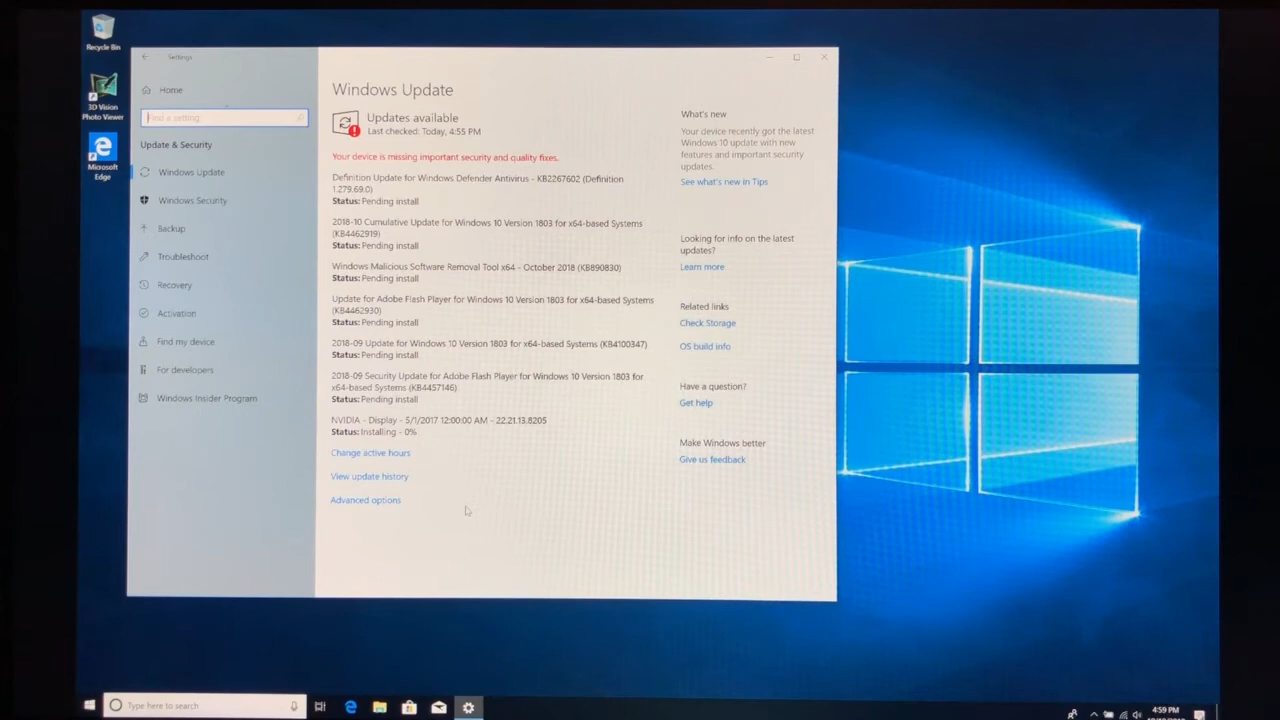 Recycle Bin
3D Vision
Photo Viewer
Microsoft
Edge
Settings
Home
Find a setting
Update & Security
Windows Update
Windows Security
Backup
Troubleshoot
Recovery
Activation
Find my device
For developers
Windows Insider Program
Windows Update
Updates available
Last checked: Today, 4:55 PM
Your device is missing important security and quality fixes.
Definition Update for Windows Defender Antivirus - KB2267602 (Definition
1.279.69.0)
Status: Pending install
2018-10 Cumulative Update for Windows 10 Version 1803 for x64-based Systems
(KB4462919)
Status: Pending install
Windows Malicious Software Removal Tool x64 - October 2018 (KB890830)
Status: Pending install
Update for Adobe Flash Player for Windows 10 Version 1803 for x64-based Systems
(KB4462930)
Status: Pending install
2018-09 Update for Windows 10 Version 1803 for x64-based Systems (KB4100347)
Status: Pending install
2018-09 Security Update for Adobe Flash Player for Windows 10 Version 1803 for
x64-based Systems (KB4457146)
Status: Pending install
NVIDIA - Display - 5/1/2017 12:00:00 AM - 22.21.13.8205
Status: Installing - 0%
Change active hours
View update history
Advanced options
What's new
Your device recently got the latest
Windows 10 update with new
features and important security
updates.
See what's new in Tips
Looking for info on the latest
updates?
Learn more
Related links
Check Storage
OS build info
Have a question?
Get help
Make Windows better
Give us feedback
Type here to search
4:59 PM